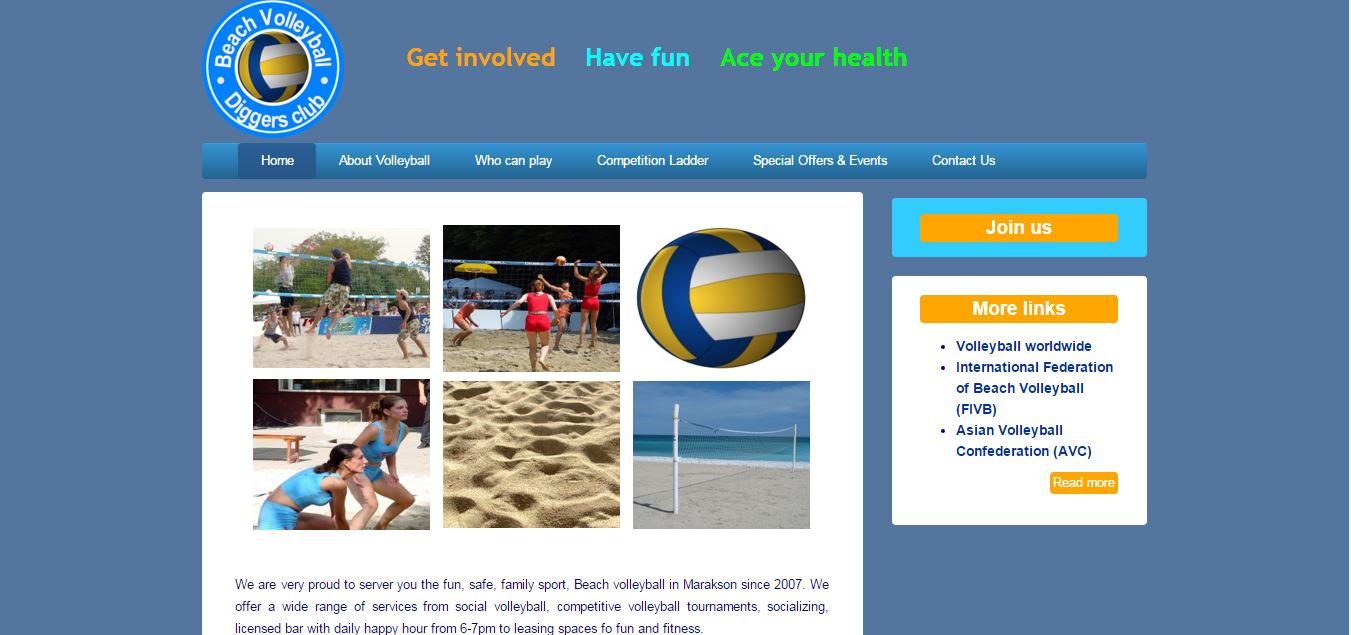 Beach Volleyball
Diggers club
Get involved Have fun Ace your health
Home About Volleyball Who can play Competition Ladder Special Offers & Events Contact Us
Join us
More links
Volleyball worldwide
International Federation
of Beach Volleyball
(FIVB)
Asian Volleyball
Confederation (AVC)
Read more
We are very proud to server you the fun, safe, family sport, Beach volleyball in Marakson since 2007. We
offer a wide range of services from social volleyball, competitive volleyball tournaments, socializing,
licensed bar with daily happy hour from 6-7pm to leasing spaces fo fun and fitness.